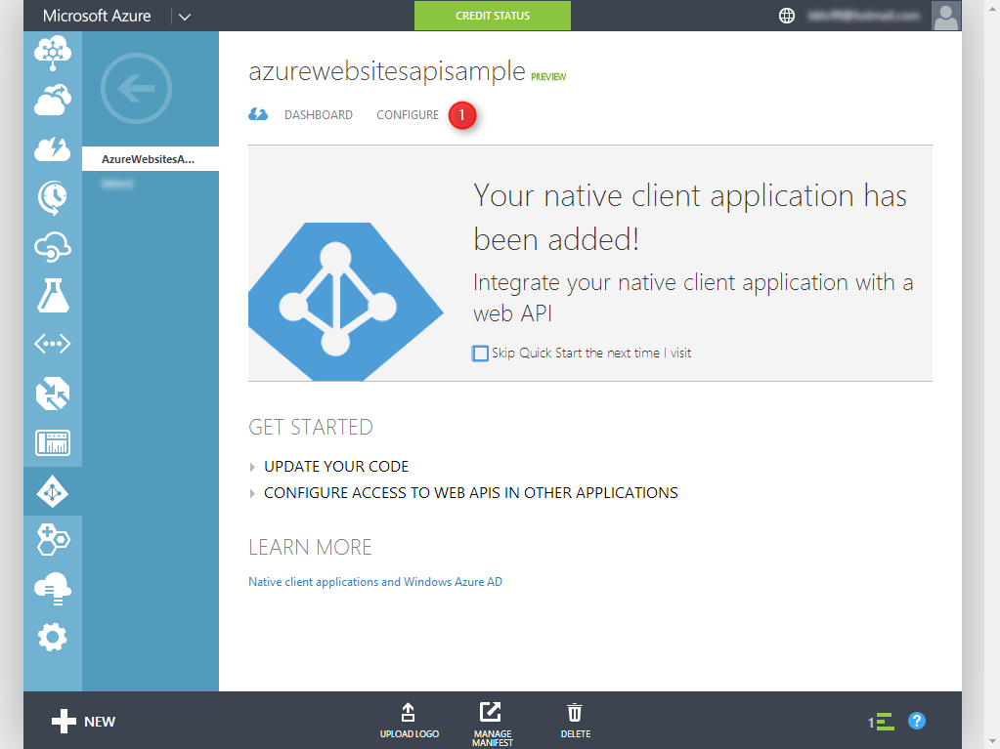 Microsoft Azure
CREDIT STATUS
azurewebsitesapisample PREVIEW
DASHBOARD CONFIGURE 1
AzureWebsitesA...
Your native client application has
been added!
Integrate your native client application with a
web API
Skip Quick Start the next time I visit
GET STARTED
UPDATE YOUR CODE
CONFIGURE ACCESS TO WEB APIS IN OTHER APPLICATIONS
LEARN MORE
Native client applications and Windows Azure AD
NEW
UPLOAD LOGO
MANAGE
MANIFEST
DELETE
1
?